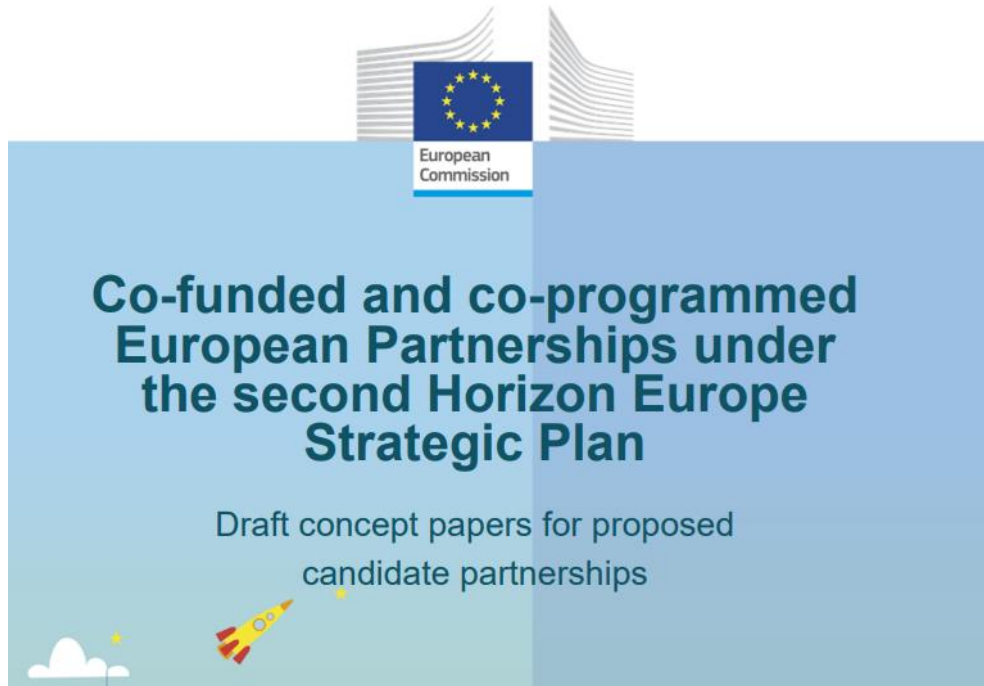 European
Commission
Co-funded and co-programmed
European Partnerships under
the second Horizon Europe
Strategic Plan
Draft concept papers for proposed
candidate partnerships